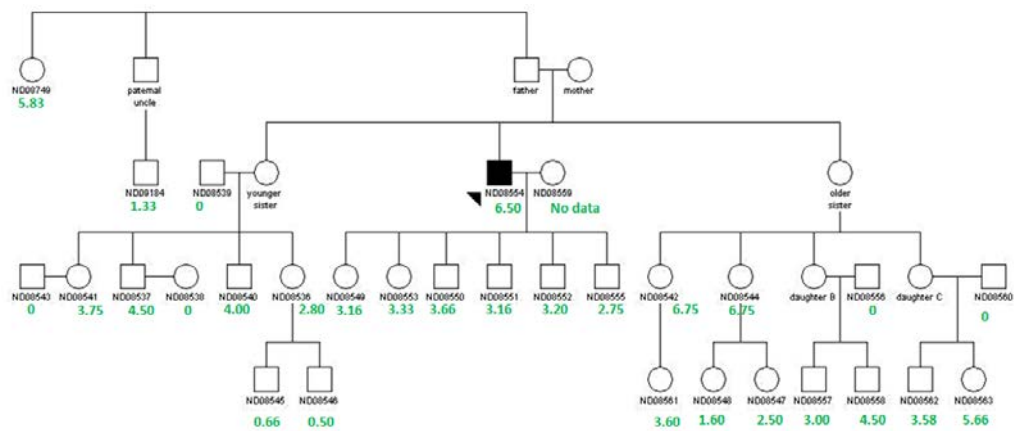 ND08749
5.83
paternal
uncle
father
mother
ND09184
1.33
ND08539
0
younger
sister
ND08554
6.50
ND08559
No data
older
sister
ND08543
0
ND08541
3.75
ND08537
4.50
ND08538
0
ND08540
4.00
ND08536
2.80
ND08549
3.16
ND08553
3.33
ND08550
3.66
ND08551
3.16
ND08552
3.20
ND08555
2.75
ND08542
6.75
ND08544
6.75
daughter B
ND08556
0
daughter C
ND08560
0
ND08545
0.66
ND08546
0.50
ND08561
3.60
ND08548
1.60
ND08547
2.50
ND08557
3.00
ND08558
4.50
ND08562
3.58
ND08563
5.66